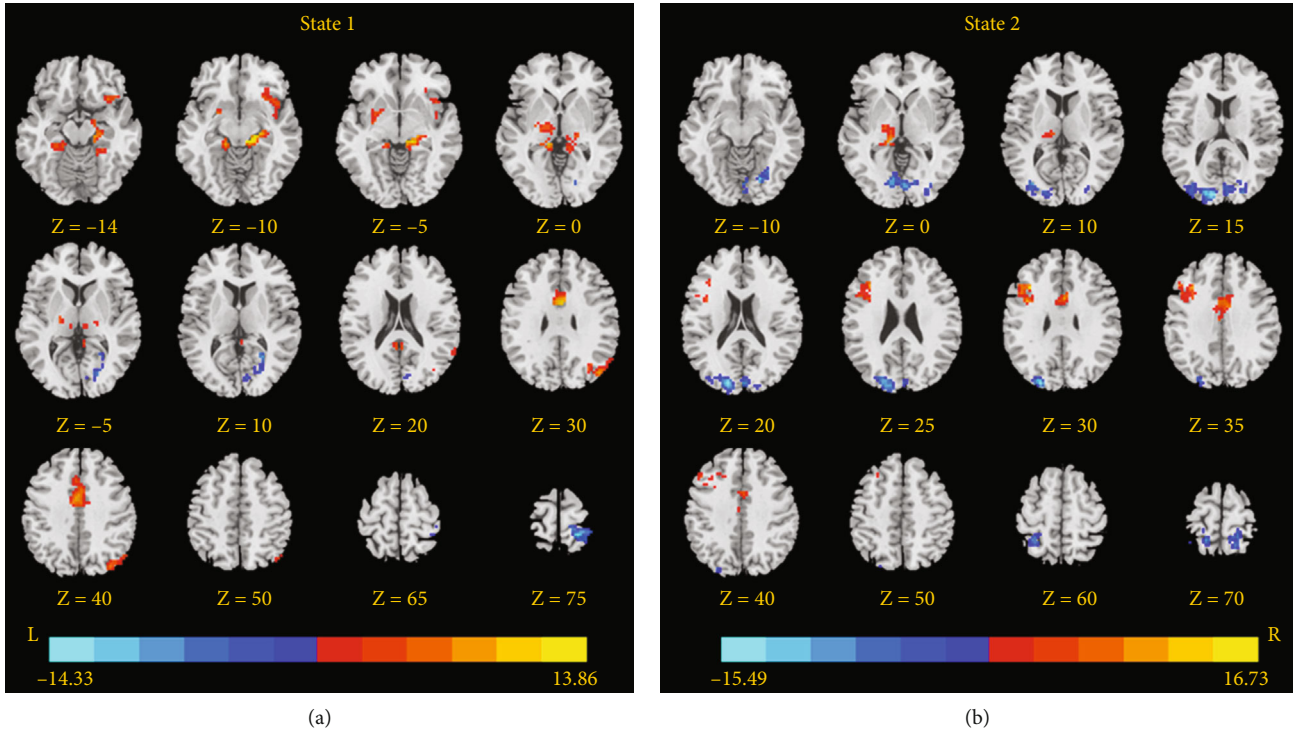 State 1
Z = –14 Z = –10 Z = –5 Z = 0
Z = –5 Z = 10 Z = 20 Z = 30
Z = 40 Z = 50 Z = 65 Z = 75
L
–14.33 13.86
(a)
State 2
Z = –10 Z = 0 Z = 10 Z = 15
Z = 20 Z = 25 Z = 30 Z = 35
Z = 40 Z = 50 Z = 60 Z = 70
R
–15.49 16.73
(b)